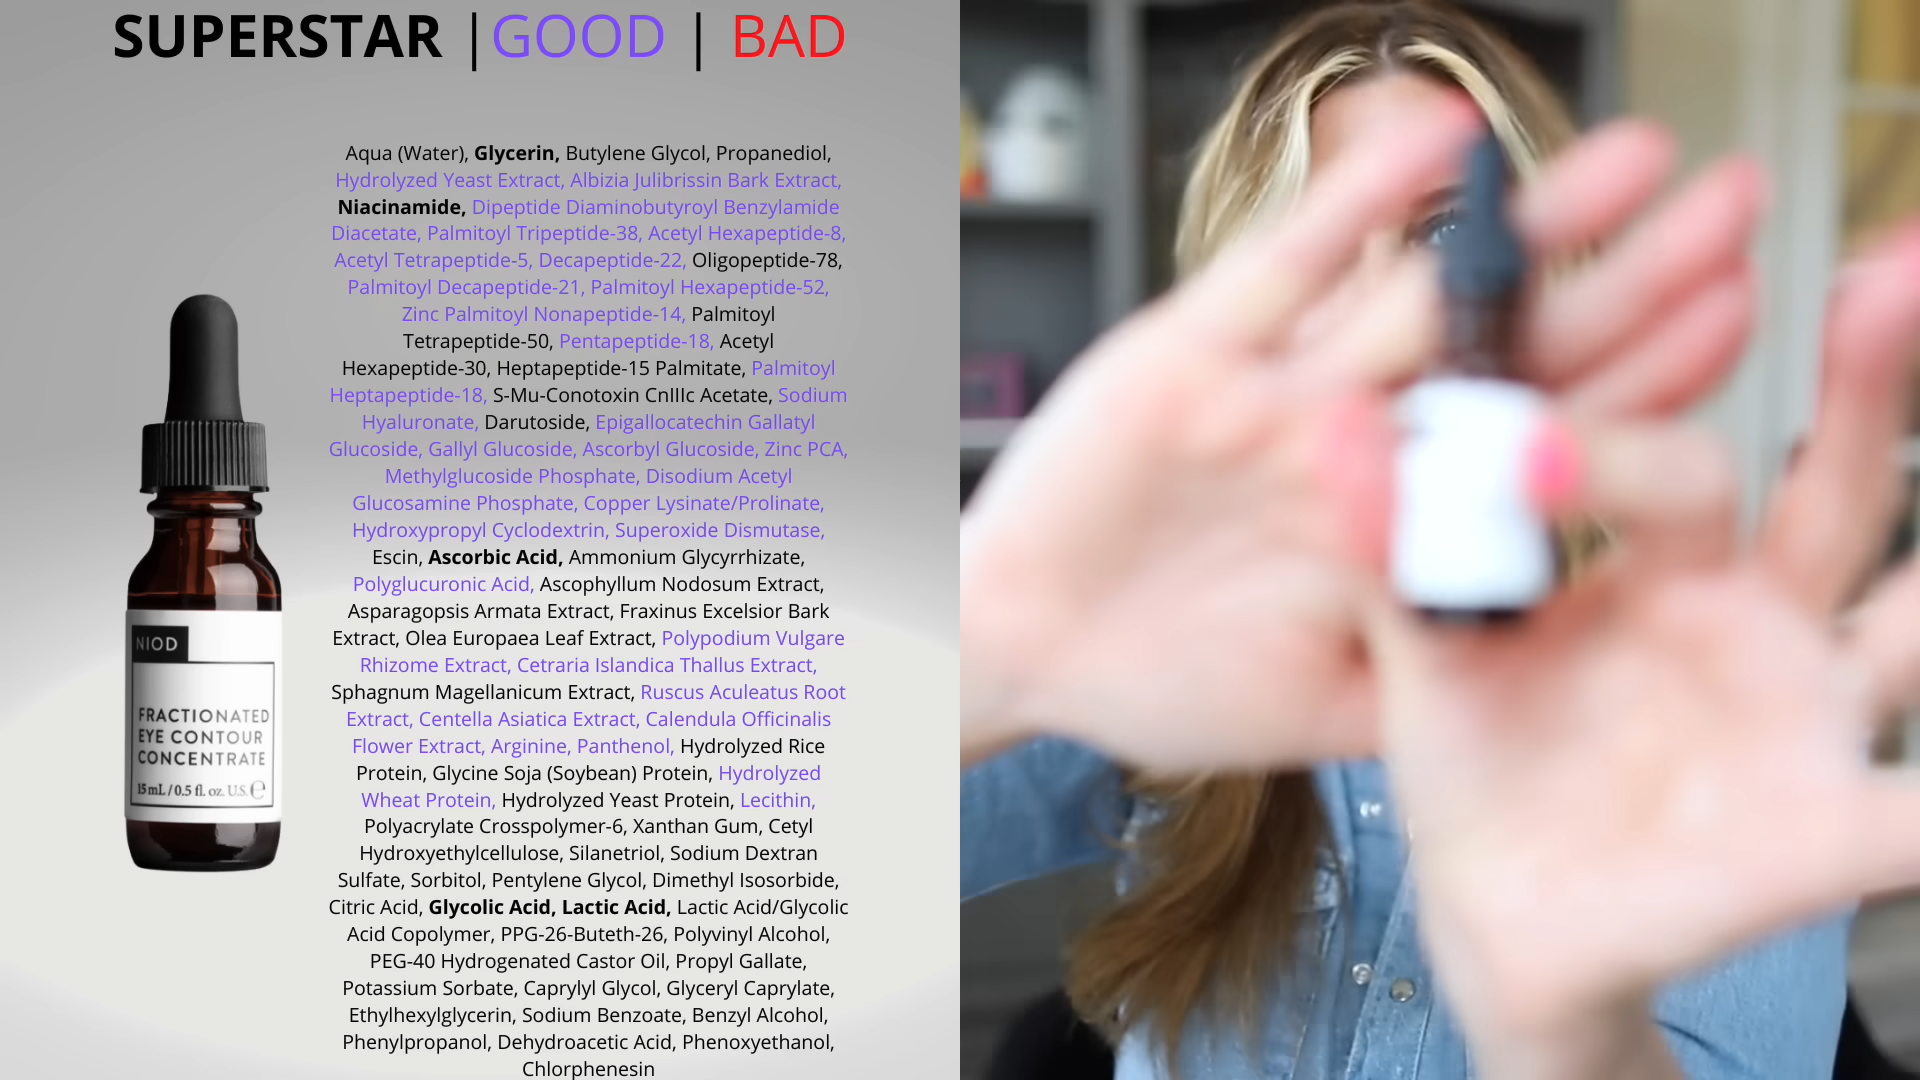 SUPERSTAR | GOOD | BAD
Aqua (Water), Glycerin, Butylene Glycol, Propanediol,
Hydrolyzed Yeast Extract, Albizia Julibrissin Bark Extract,
Niacinamide, Dipeptide Diaminobutyroyl Benzylamide
Diacetate, Palmitoyl Tripeptide-38, Acetyl Hexapeptide-8,
Acetyl Tetrapeptide-5, Decapeptide-22, Oligopeptide-78,
Palmitoyl Decapeptide-21, Palmitoyl Hexapeptide-52,
Zinc Palmitoyl Nonapeptide-14, Palmitoyl
Tetrapeptide-50, Pentapeptide-18, Acetyl
Hexapeptide-30, Heptapeptide-15 Palmitate, Palmitoyl
Heptapeptide-18, S-Mu-Conotoxin CnIIIc Acetate, Sodium
Hyaluronate, Darutoside, Epigallocatechin Gallatyl
Glucoside, Gallyl Glucoside, Ascorbyl Glucoside, Zinc PCA,
Methylglucoside Phosphate, Disodium Acetyl
Glucosamine Phosphate, Copper Lysinate/Prolinate,
Hydroxypropyl Cyclodextrin, Superoxide Dismutase,
Escin, Ascorbic Acid, Ammonium Glycyrrhizate,
Polyglucuronic Acid, Ascophyllum Nodosum Extract,
Asparagopsis Armata Extract, Fraxinus Excelsior Bark
Extract, Olea Europaea Leaf Extract, Polypodium Vulgare
Rhizome Extract, Cetraria Islandica Thallus Extract,
Sphagnum Magellanicum Extract, Ruscus Aculeatus Root
Extract, Centella Asiatica Extract, Calendula Officinalis
Flower Extract, Arginine, Panthenol, Hydrolyzed Rice
Protein, Glycine Soja (Soybean) Protein, Hydrolyzed
Wheat Protein, Hydrolyzed Yeast Protein, Lecithin,
Polyacrylate Crosspolymer-6, Xanthan Gum, Cetyl
Hydroxyethylcellulose, Silanetriol, Sodium Dextran
Sulfate, Sorbitol, Pentylene Glycol, Dimethyl Isosorbide,
Citric Acid, Glycolic Acid, Lactic Acid, Lactic Acid/Glycolic
Acid Copolymer, PPG-26-Buteth-26, Polyvinyl Alcohol,
PEG-40 Hydrogenated Castor Oil, Propyl Gallate,
Potassium Sorbate, Caprylyl Glycol, Glyceryl Caprylate,
Ethylhexylglycerin, Sodium Benzoate, Benzyl Alcohol,
Phenylpropanol, Dehydroacetic Acid, Phenoxyethanol,
Chlorphenesin
NIOD
FRACTIONATED
EYE CONTOUR
CONCENTRATE
15 mL / 0.5 fl. oz. U.S. ℮